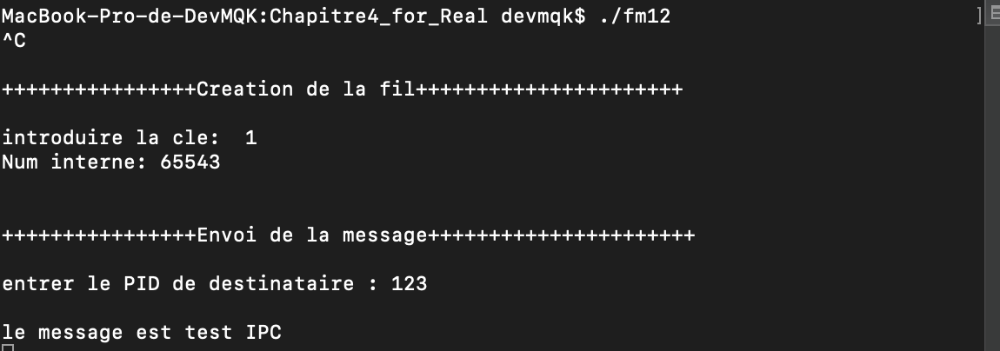 MacBook-Pro-de-DevMQK:Chapitre4_for_Real devmqk$ ./fm12 ]
^C
++++++++++++++++Creation de la fil++++++++++++++++++++++
introduire la cle:  1
Num interne: 65543
++++++++++++++++Envoi de la message++++++++++++++++++++++
entrer le PID de destinataire : 123
le message est test IPC